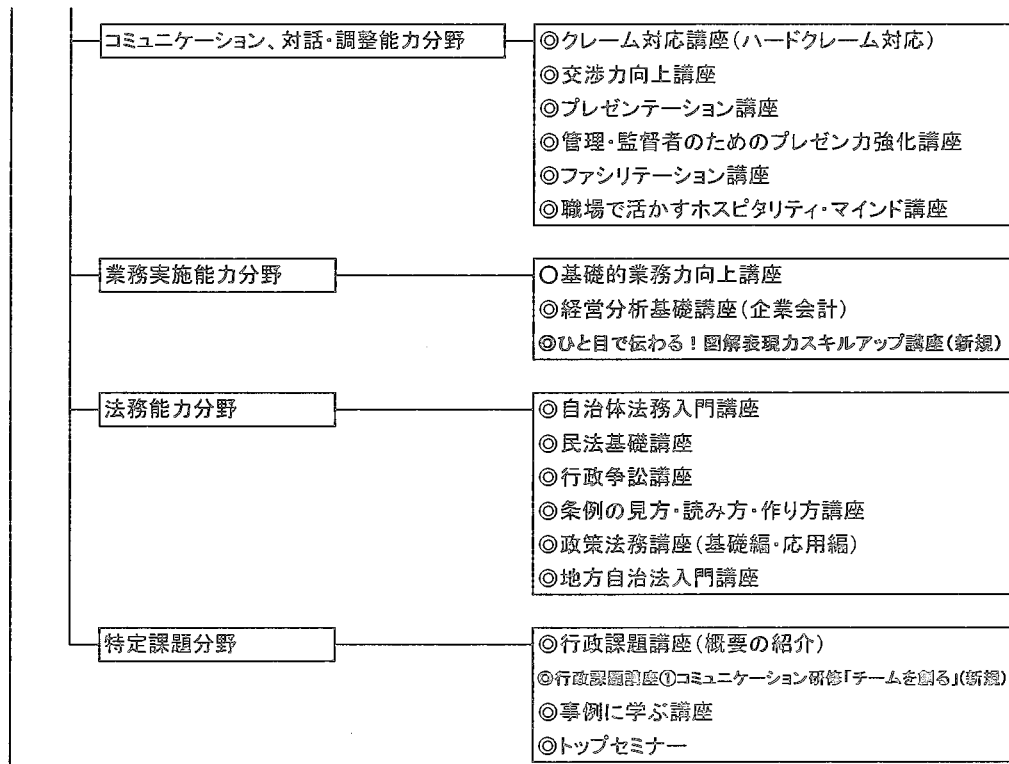 コミュニケーション、対話・調整能力分野
◎クレーム対応講座(ハードクレーム対応)
◎交渉力向上講座
◎プレゼンテーション講座
◎管理・監督者のためのプレゼン力強化講座
◎ファシリテーション講座
◎職場で活かすホスピタリティ・マインド講座
業務実施能力分野
○基礎的業務力向上講座
◎経営分析基礎講座(企業会計)
◎ひと目で伝わる!図解表現力スキルアップ講座(新規)
法務能力分野
◎自治体法務入門講座
◎民法基礎講座
◎行政争訟講座
◎条例の見方・読み方・作り方講座
◎政策法務講座(基礎編・応用編)
◎地方自治法入門講座
特定課題分野
◎行政課題講座(概要の紹介)
◎行政課題講座①コミュニケーション研修「チームを創る」(新規)
◎事例に学ぶ講座
◎トップセミナー